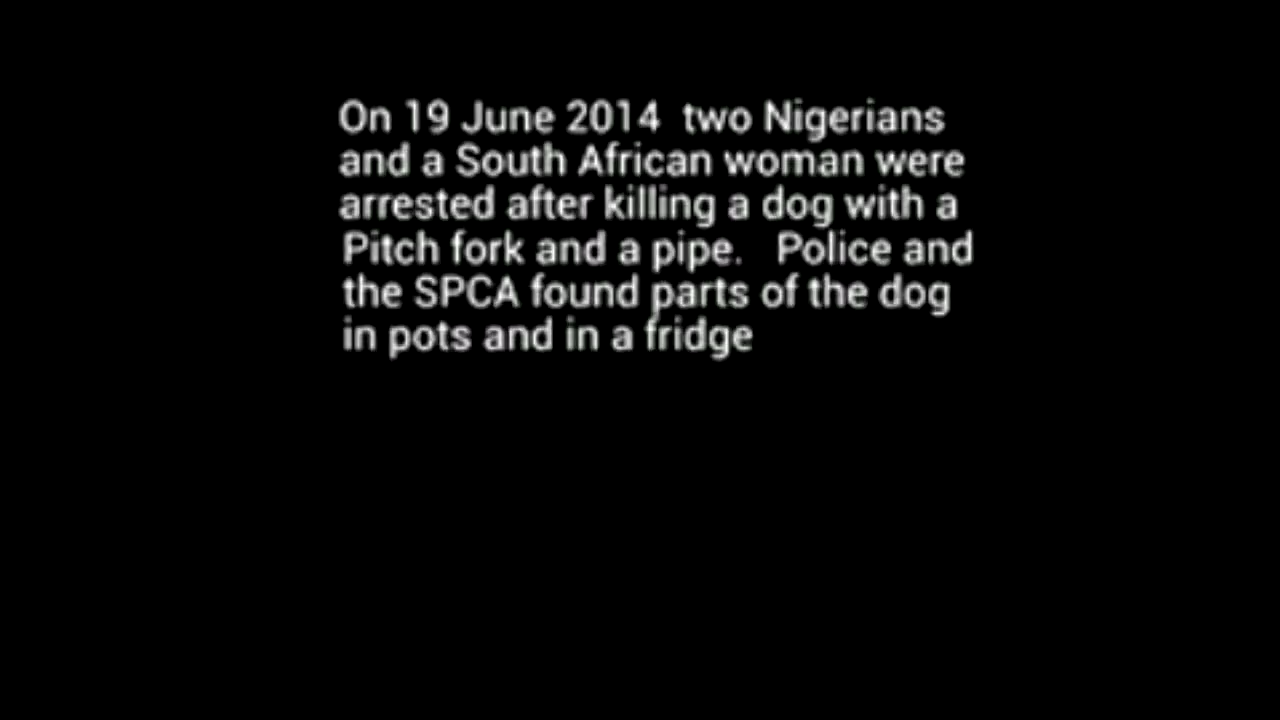 On 19 June 2014  two Nigerians
and a South African woman were
arrested after killing a dog with a
Pitch fork and a pipe.   Police and
the SPCA found parts of the dog
in pots and in a fridge